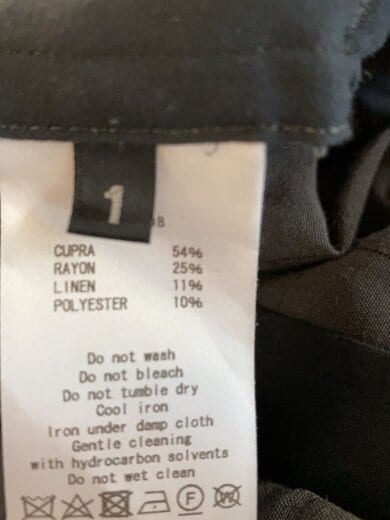 1
08
CUPRA 54%
RAYON 25%
LINEN 11%
POLYESTER 10%
Do not wash
Do not bleach
Do not tumble dry
Cool iron
Iron under damp cloth
Gentle cleaning
with hydrocarbon solvents
Do not wet clean
F
W